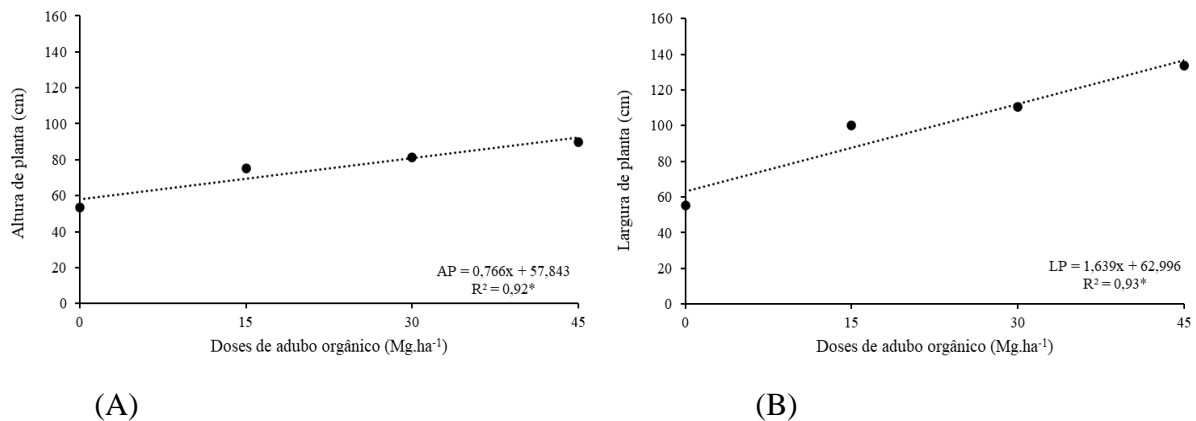 160
140
120
100
80
60
40
20
0
Altura de planta (cm)
AP = 0,766x + 57,843
R² = 0,92*
0 15 30 45
Doses de adubo orgânico (Mg.ha⁻¹)
(A)
160
140
120
100
80
60
40
20
0
Largura de planta (cm)
LP = 1,639x + 62,996
R² = 0,93*
0 15 30 45
Doses de adubo orgânico (Mg.ha⁻¹)
(B)